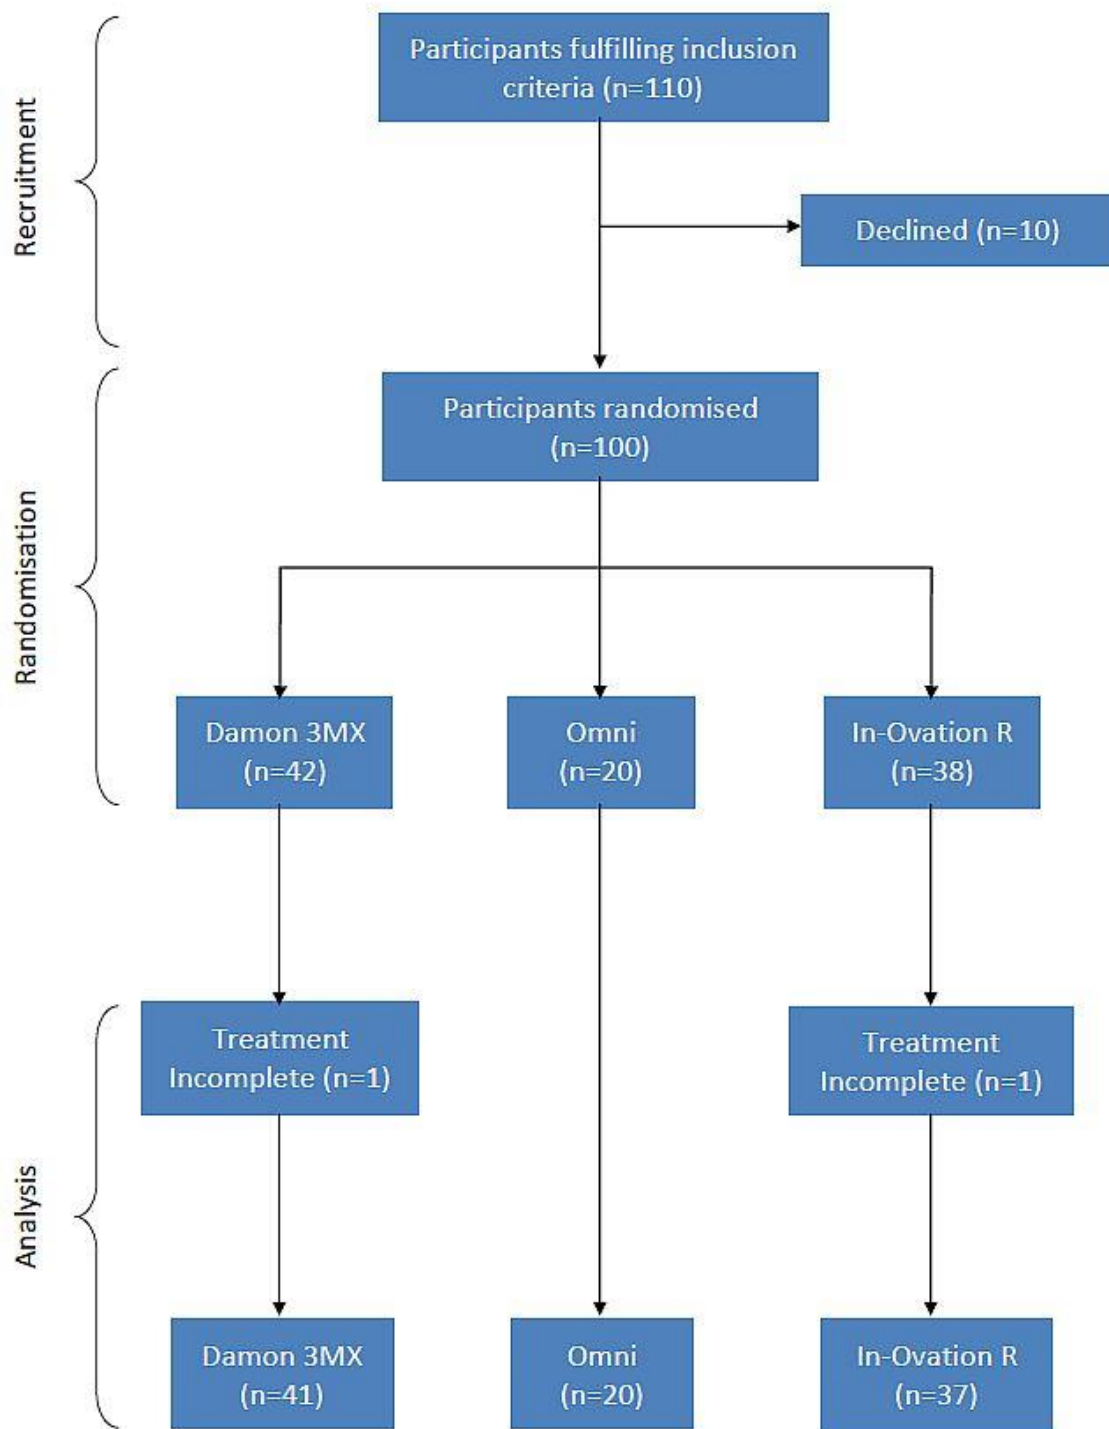 Recruitment
Participants fulfilling inclusion
criteria (n=110)
Declined (n=10)
Randomisation
Participants randomised
(n=100)
Damon 3MX
(n=42)
Omni
(n=20)
In-Ovation R
(n=38)
Analysis
Treatment
Incomplete (n=1)
Treatment
Incomplete (n=1)
Damon 3MX
(n=41)
Omni
(n=20)
In-Ovation R
(n=37)